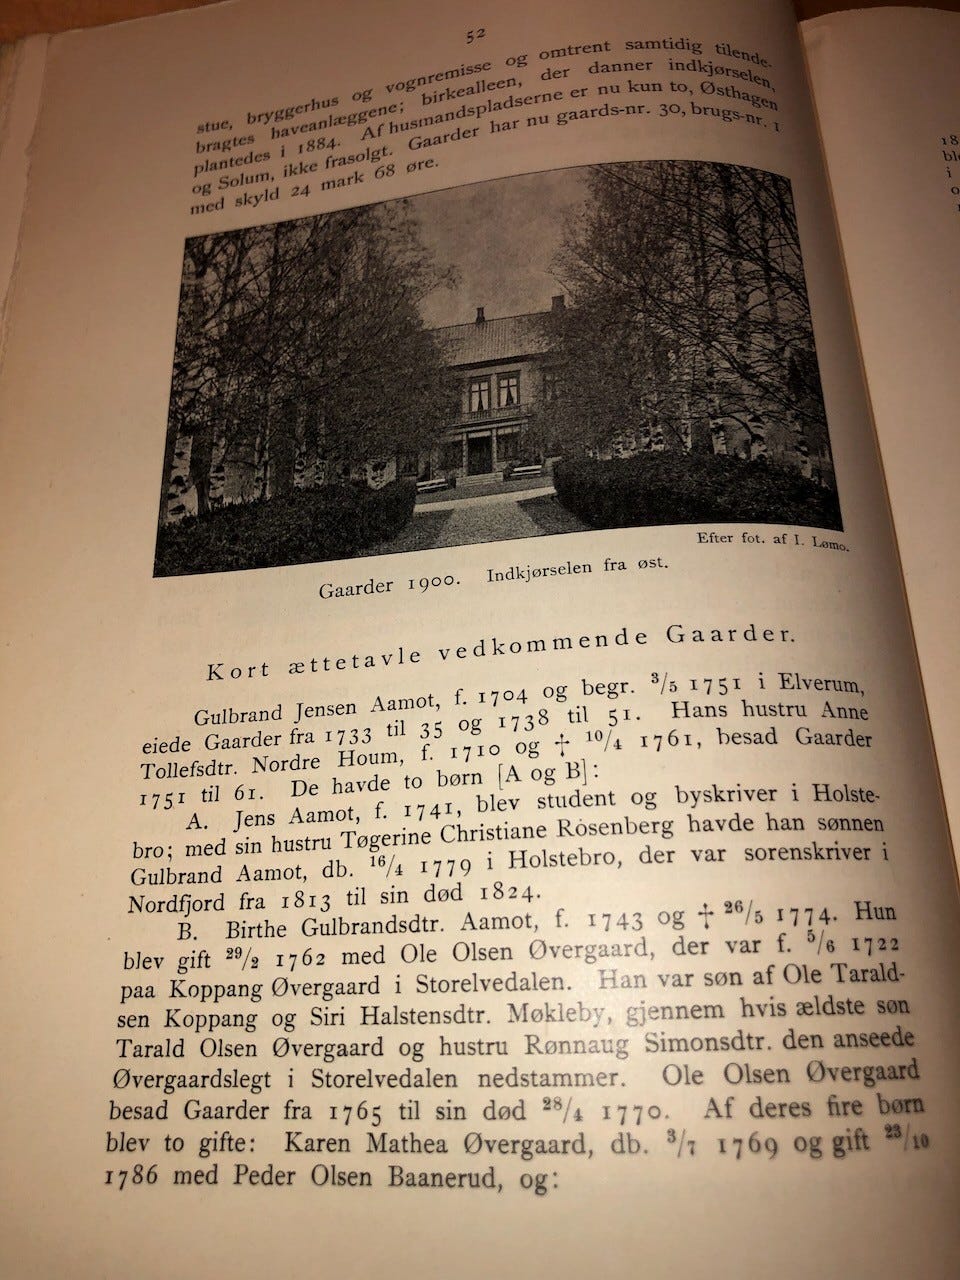 52
stue, bryggerhus og vognremisse og omtrent samtidig tilende-
bragtes haveanlæggene; birkealleen, der danner indkjørselen,
plantedes i 1884. Af husmandspladserne er nu kun to, Østhagen
og Solum, ikke frasolgt. Gaarder har nu gaards-nr. 30, brugs-nr. 1
med skyld 24 mark 68 øre.
Efter fot. af I. Lømo.
Gaarder 1900. Indkjørselen fra øst.
Kort ættetavle vedkommende Gaarder.
Gulbrand Jensen Aamot, f. 1704 og begr. 3/5 1751 i Elverum,
eiede Gaarder fra 1733 til 35 og 1738 til 51. Hans hustru Anne
Tollefsdtr. Nordre Houm, f. 1710 og † 10/4 1761, besad Gaarder
1751 til 61. De havde to børn [A og B]:
A. Jens Aamot, f. 1741, blev student og byskriver i Holste-
bro; med sin hustru Tøgerine Christiane Rosenberg havde han sønnen
Gulbrand Aamot, db. 16/4 1779 i Holstebro, der var sorenskriver i
Nordfjord fra 1813 til sin død 1824.
B. Birthe Gulbrandsdtr. Aamot, f. 1743 og † 26/5 1774. Hun
blev gift 29/2 1762 med Ole Olsen Øvergaard, der var f. 5/6 1722
paa Koppang Øvergaard i Storelvedalen. Han var søn af Ole Tarald-
sen Koppang og Siri Halstensdtr. Møkleby, gjennem hvis ældste søn
Tarald Olsen Øvergaard og hustru Rønnaug Simonsdtr. den anseede
Øvergaardslegt i Storelvedalen nedstammer. Ole Olsen Øvergaard
besad Gaarder fra 1765 til sin død 28/4 1770. Af deres fire børn
blev to gifte: Karen Mathea Øvergaard, db. 3/7 1769 og gift 23/10
1786 med Peder Olsen Baanerud, og: